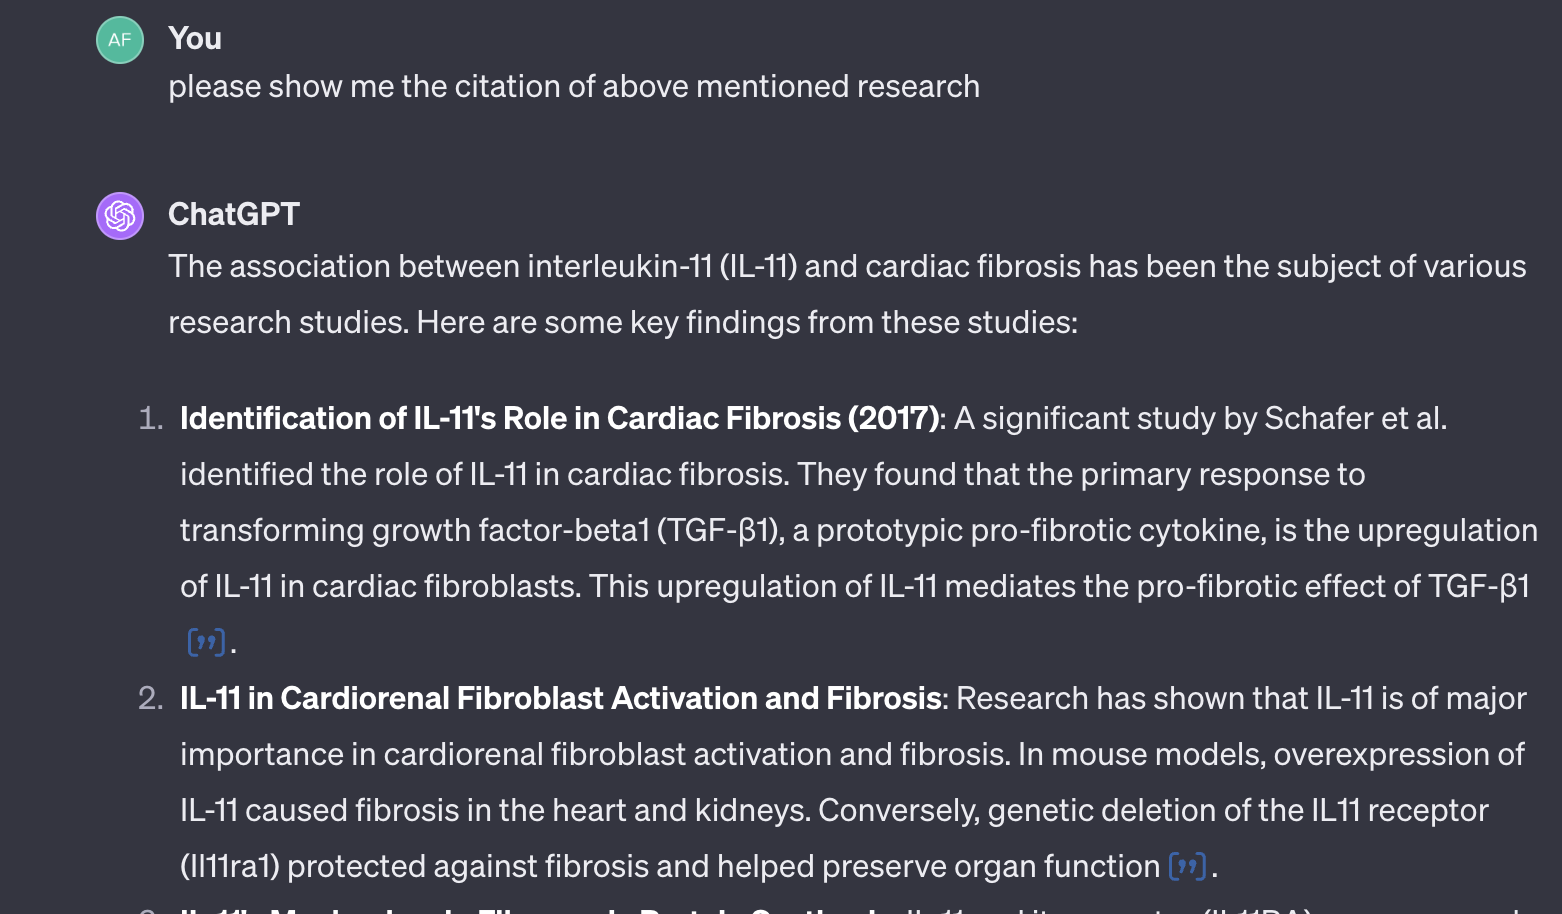 AF
You
please show me the citation of above mentioned research
ChatGPT
The association between interleukin-11 (IL-11) and cardiac fibrosis has been the subject of various
research studies. Here are some key findings from these studies:
1. Identification of IL-11's Role in Cardiac Fibrosis (2017): A significant study by Schafer et al.
identified the role of IL-11 in cardiac fibrosis. They found that the primary response to
transforming growth factor-beta1 (TGF-β1), a prototypic pro-fibrotic cytokine, is the upregulation
of IL-11 in cardiac fibroblasts. This upregulation of IL-11 mediates the pro-fibrotic effect of TGF-β1
[”].
2. IL-11 in Cardiorenal Fibroblast Activation and Fibrosis: Research has shown that IL-11 is of major
importance in cardiorenal fibroblast activation and fibrosis. In mouse models, overexpression of
IL-11 caused fibrosis in the heart and kidneys. Conversely, genetic deletion of the IL11 receptor
(Il11ra1) protected against fibrosis and helped preserve organ function [”].